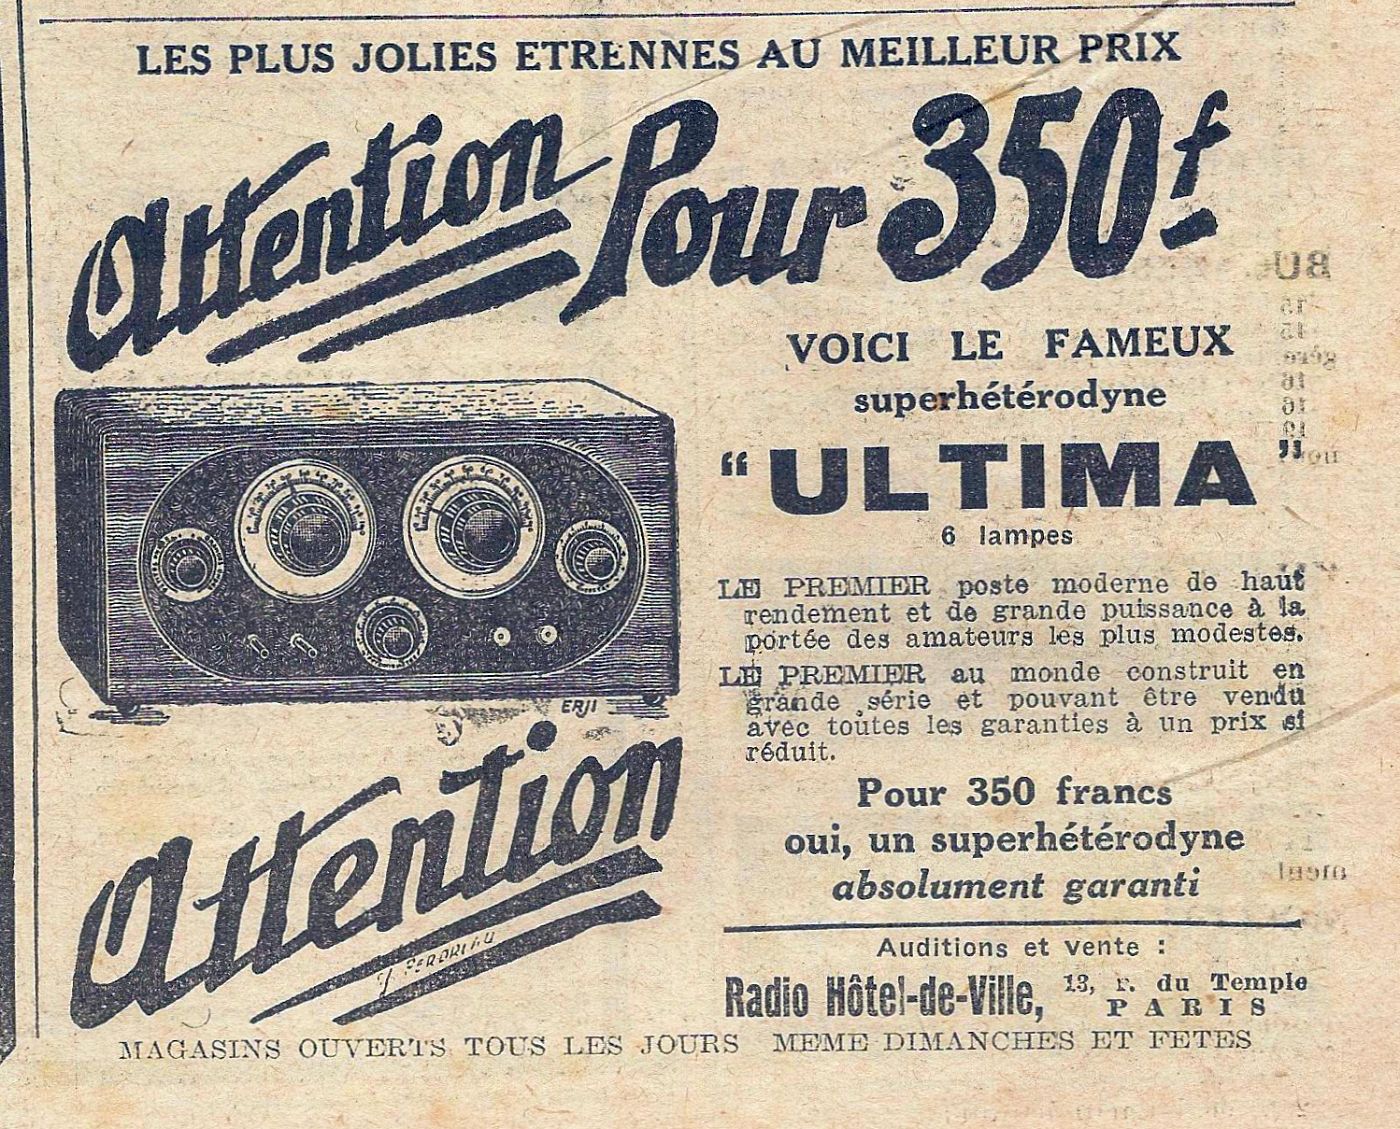 LES PLUS JOLIES ETRENNES AU MEILLEUR PRIX
Attention Pour 350f
VOICI LE FAMEUX
superhétérodyne
"ULTIMA"
6 lampes
LE PREMIER poste moderne de haut
rendement et de grande puissance à la
portée des amateurs les plus modestes.
LE PREMIER au monde construit en
grande série et pouvant être vendu
avec toutes les garanties à un prix si
réduit.
ERJI
Attention
Pour 350 francs
oui, un superhétérodyne
absolument garanti
Auditions et vente :
Radio Hôtel-de-Ville, 13, r. du Temple
PARIS
MAGASINS OUVERTS TOUS LES JOURS MEME DIMANCHES ET FETES